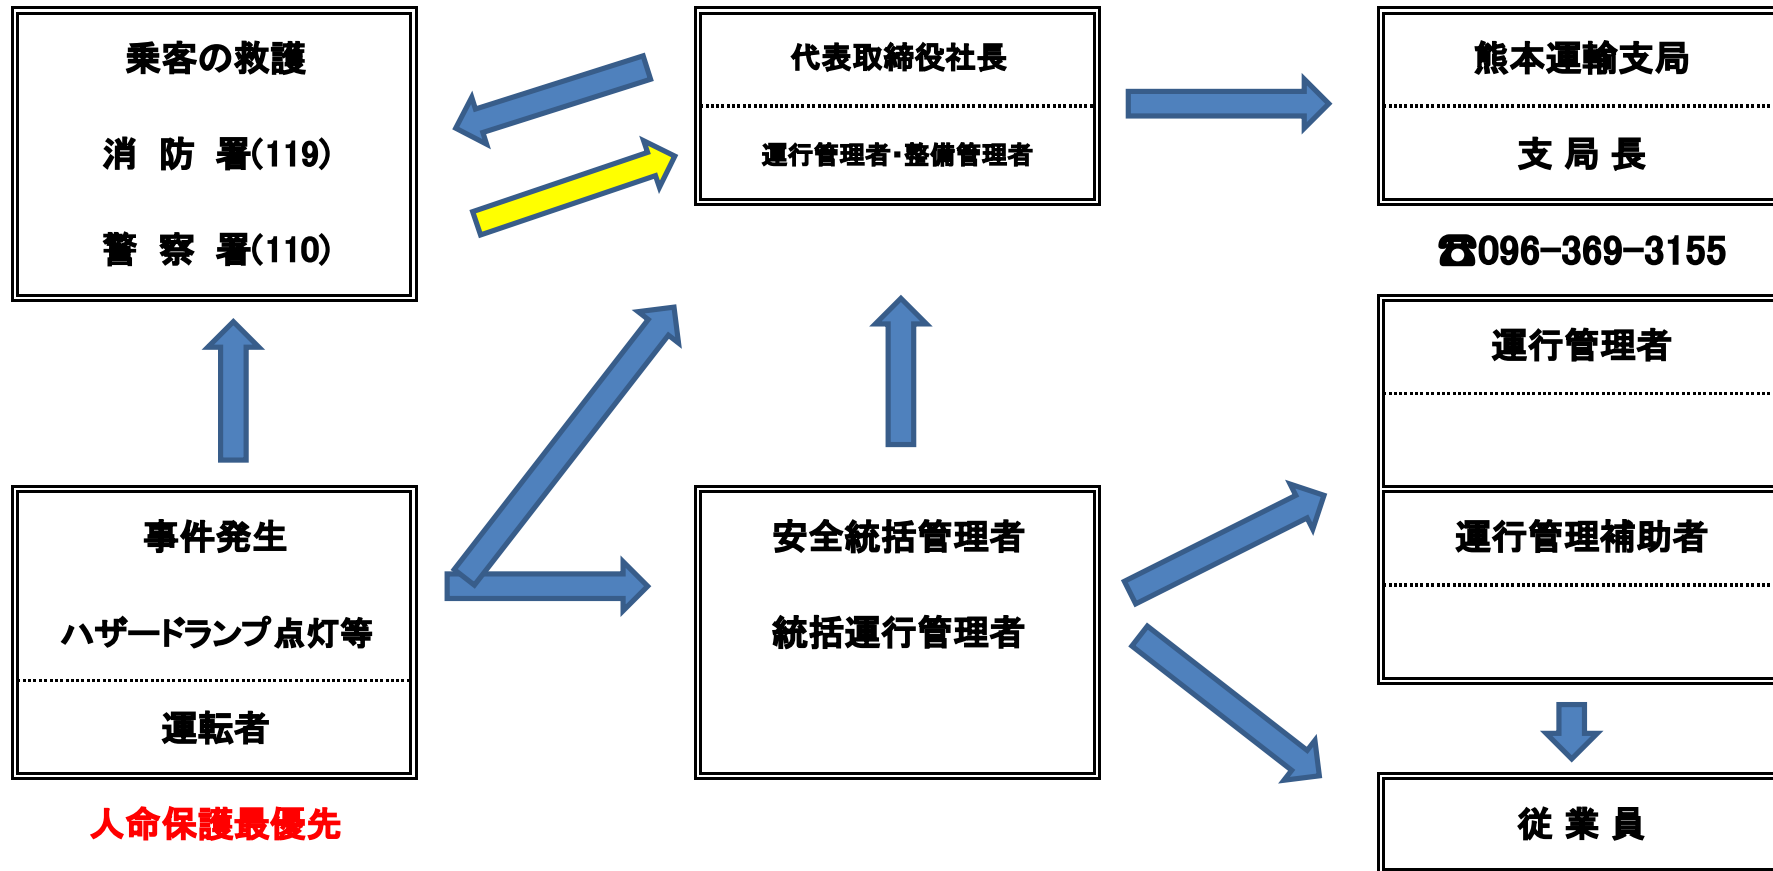 乗客の救護
消 防 署(119)
警 察 署(110)
代表取締役社長
運行管理者・整備管理者
熊本運輸支局
支 局 長
☎096-369-3155
運行管理者
運行管理補助者
事件発生
ハザードランプ点灯等
運転者
人命保護最優先
安全統括管理者
統括運行管理者
従 業 員